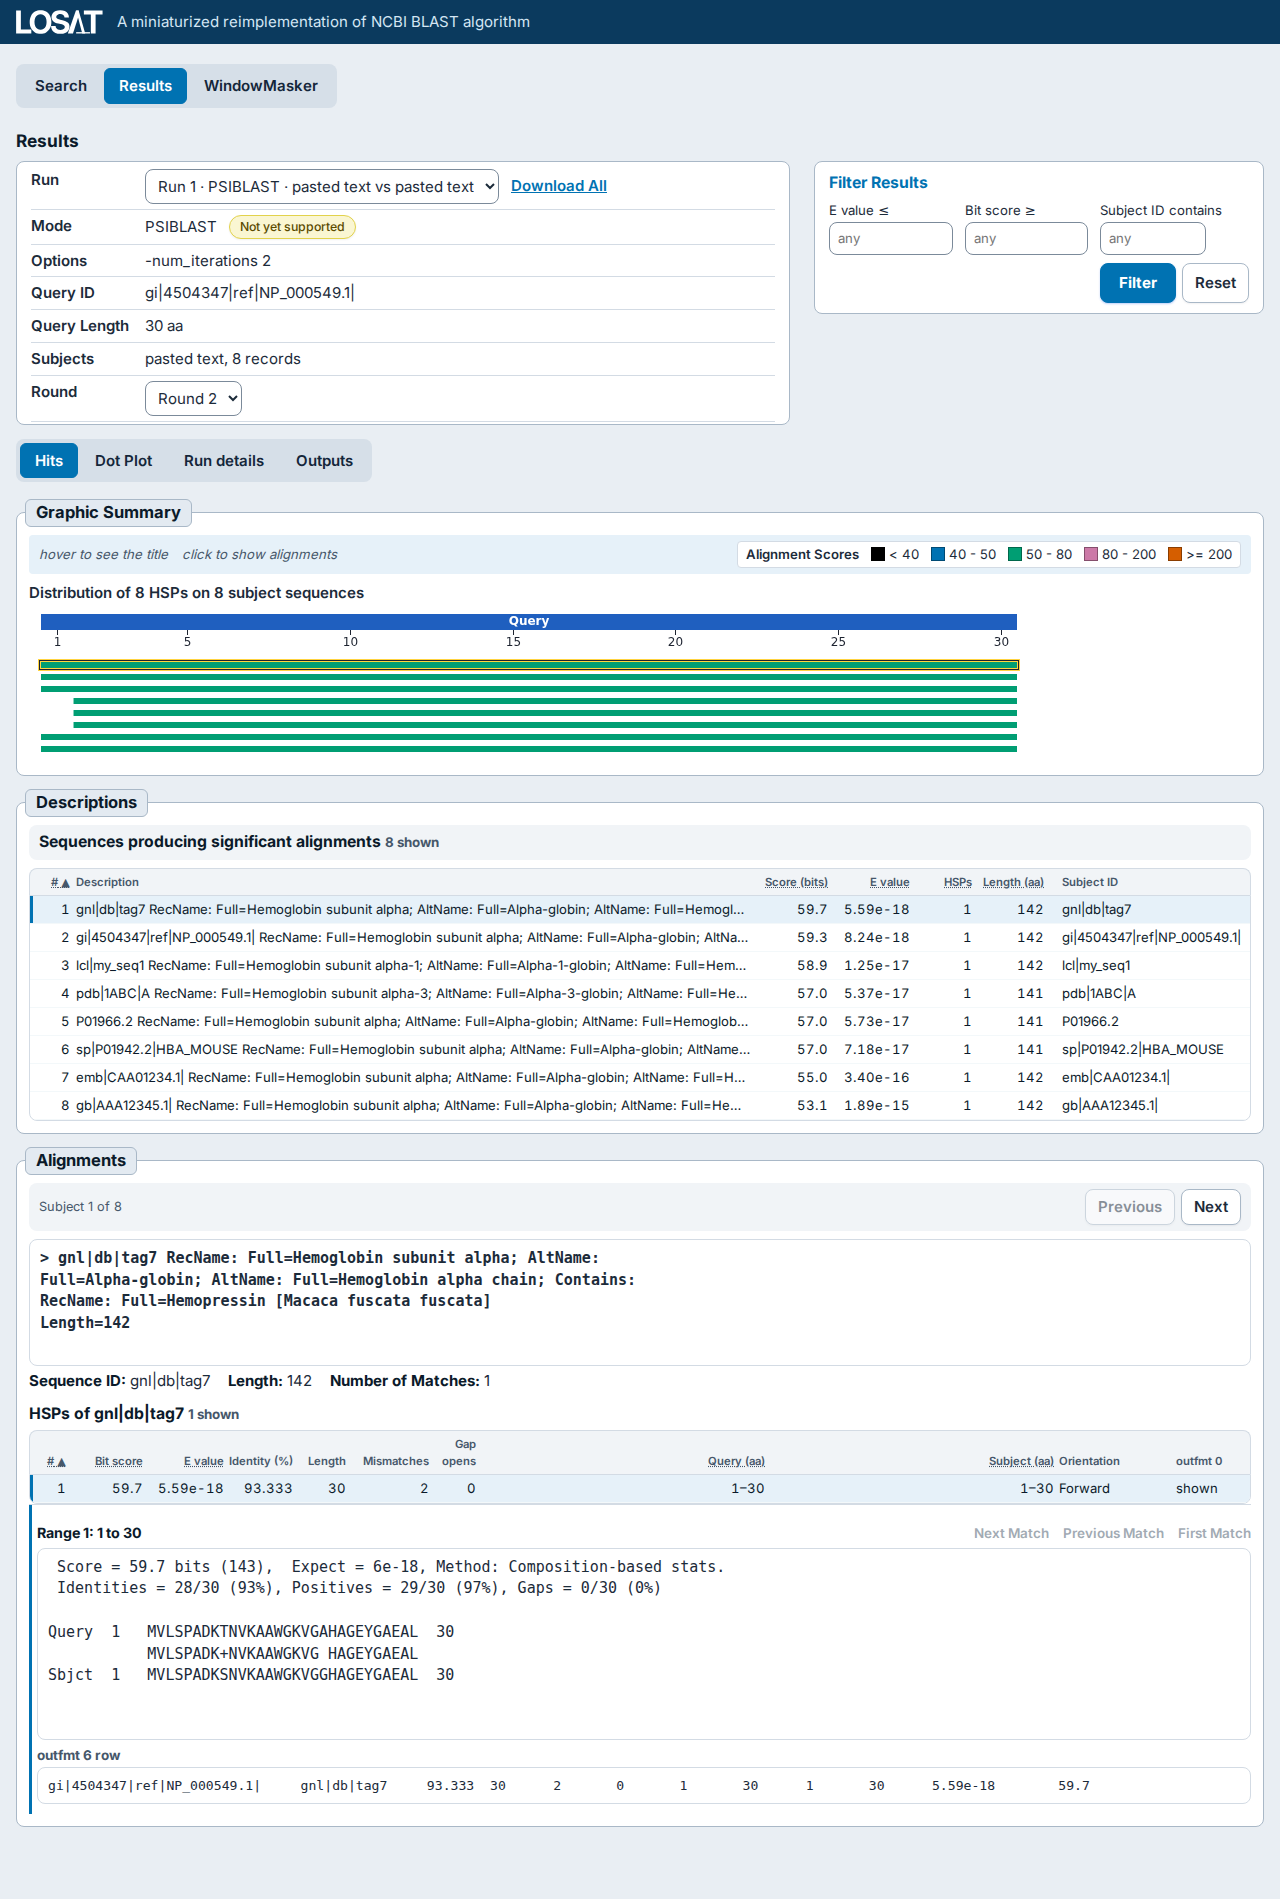 LOSAT A miniaturized reimplementation of NCBI BLAST algorithm
Search Results WindowMasker
Results
Run Run 1 · PSIBLAST · pasted text vs pasted text Download All
Mode PSIBLAST Not yet supported
Options -num_iterations 2
Query ID gi|4504347|ref|NP_000549.1|
Query Length 30 aa
Subjects pasted text, 8 records
Round Round 2
Filter Results
E value ≤ Bit score ≥ Subject ID contains
any any any
Filter Reset
Hits Dot Plot Run details Outputs
Graphic Summary
hover to see the title click to show alignments Alignment Scores < 40 40 - 50 50 - 80 80 - 200 >= 200
Distribution of 8 HSPs on 8 subject sequences
Query
1 5 10 15 20 25 30
Descriptions
Sequences producing significant alignments 8 shown
# ▲ Description Score (bits) E value HSPs Length (aa) Subject ID
1 gnl|db|tag7 RecName: Full=Hemoglobin subunit alpha; AltName: Full=Alpha-globin; AltName: Full=Hemogl... 59.7 5.59e-18 1 142 gnl|db|tag7
2 gi|4504347|ref|NP_000549.1| RecName: Full=Hemoglobin subunit alpha; AltName: Full=Alpha-globin; AltNa... 59.3 8.24e-18 1 142 gi|4504347|ref|NP_000549.1|
3 lcl|my_seq1 RecName: Full=Hemoglobin subunit alpha-1; AltName: Full=Alpha-1-globin; AltName: Full=Hem... 58.9 1.25e-17 1 142 lcl|my_seq1
4 pdb|1ABC|A RecName: Full=Hemoglobin subunit alpha-3; AltName: Full=Alpha-3-globin; AltName: Full=He... 57.0 5.37e-17 1 141 pdb|1ABC|A
5 P01966.2 RecName: Full=Hemoglobin subunit alpha; AltName: Full=Alpha-globin; AltName: Full=Hemoglob... 57.0 5.73e-17 1 141 P01966.2
6 sp|P01942.2|HBA_MOUSE RecName: Full=Hemoglobin subunit alpha; AltName: Full=Alpha-globin; AltName... 57.0 7.18e-17 1 141 sp|P01942.2|HBA_MOUSE
7 emb|CAA01234.1| RecName: Full=Hemoglobin subunit alpha; AltName: Full=Alpha-globin; AltName: Full=H... 55.0 3.40e-16 1 142 emb|CAA01234.1|
8 gb|AAA12345.1| RecName: Full=Hemoglobin subunit alpha; AltName: Full=Alpha-globin; AltName: Full=He... 53.1 1.89e-15 1 142 gb|AAA12345.1|
Alignments
Subject 1 of 8 Previous Next
> gnl|db|tag7 RecName: Full=Hemoglobin subunit alpha; AltName:
Full=Alpha-globin; AltName: Full=Hemoglobin alpha chain; Contains:
RecName: Full=Hemopressin [Macaca fuscata fuscata]
Length=142
Sequence ID: gnl|db|tag7 Length: 142 Number of Matches: 1
HSPs of gnl|db|tag7 1 shown
# ▲ Bit score E value Identity (%) Length Mismatches Gap opens Query (aa) Subject (aa) Orientation outfmt 0
1 59.7 5.59e-18 93.333 30 2 0 1–30 1–30 Forward shown
Range 1: 1 to 30 Next Match Previous Match First Match
Score = 59.7 bits (143),  Expect = 6e-18, Method: Composition-based stats.
Identities = 28/30 (93%), Positives = 29/30 (97%), Gaps = 0/30 (0%)
Query  1   MVLSPADKTNVKAAWGKVGAHAGEYGAEAL  30
MVLSPADK+NVKAAWGKVG HAGEYGAEAL
Sbjct  1   MVLSPADKSNVKAAWGKVGGHAGEYGAEAL  30
outfmt 6 row
gi|4504347|ref|NP_000549.1| gnl|db|tag7 93.333 30 2 0 1 30 1 30 5.59e-18 59.7